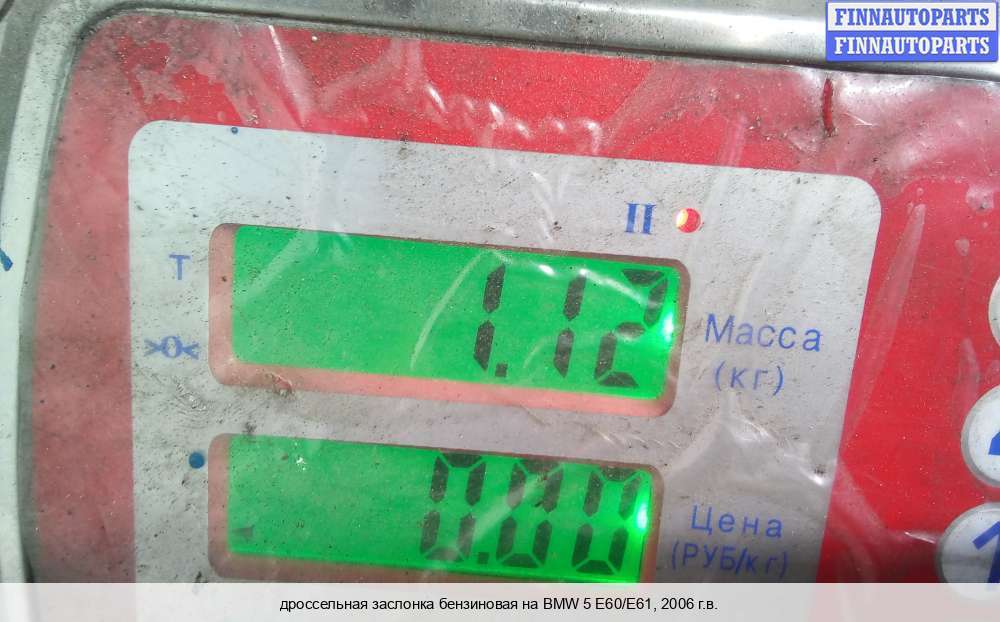 FINNAUTOPARTS
FINNAUTOPARTS
II
T
1.12
>0<
Масса
(кг)
0.00
Цена
(РУБ/кг)
дроссельная заслонка бензиновая на BMW 5 E60/E61, 2006 г.в.